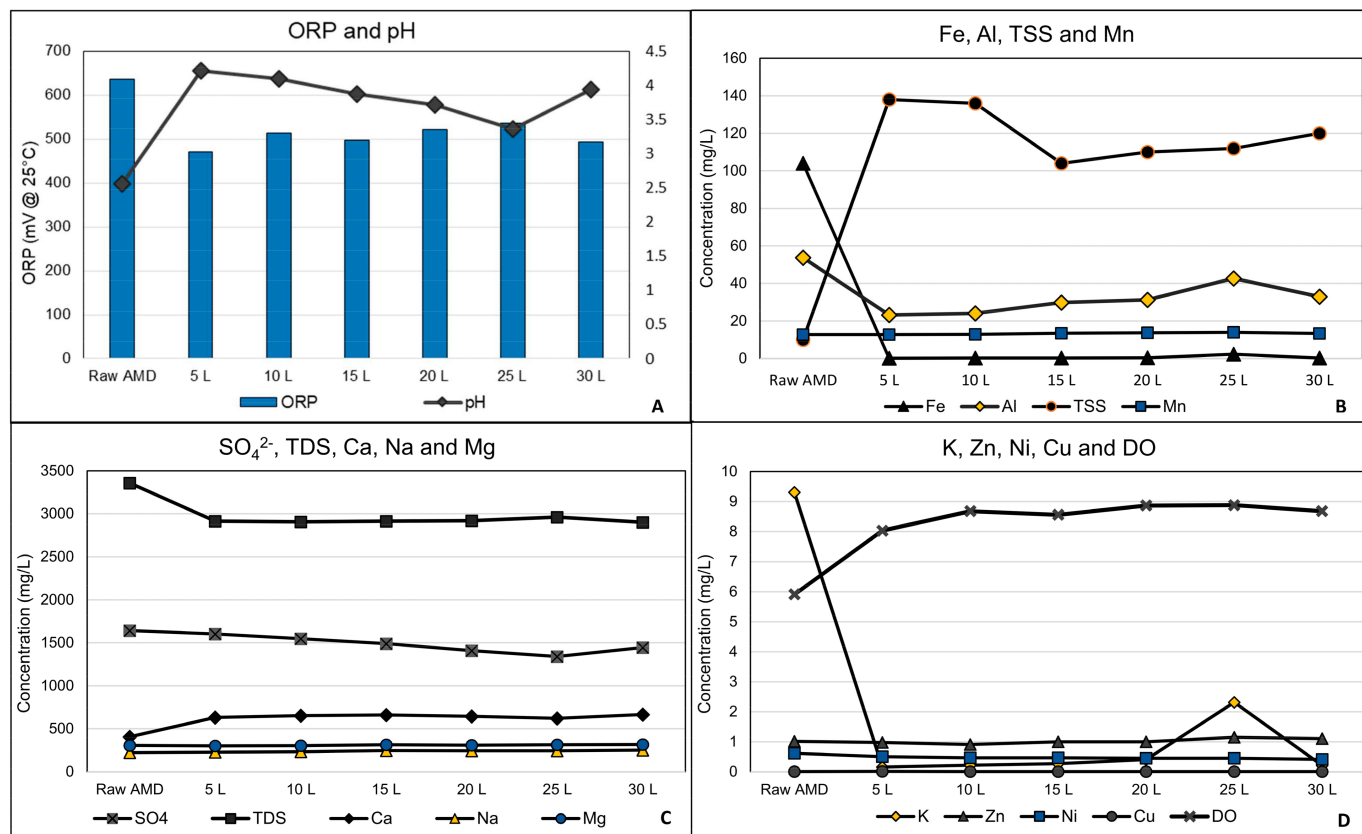 ORP and pH
700
600
500
400
300
200
100
0
ORP (mV @ 25°C)
4.5
4
3.5
3
2.5
2
1.5
1
0.5
0
Raw AMD 5 L 10 L 15 L 20 L 25 L 30 L
ORP pH
A
Fe, Al, TSS and Mn
160
140
120
100
80
60
40
20
0
Concentration (mg/L)
Raw AMD 5 L 10 L 15 L 20 L 25 L 30 L
Fe Al TSS Mn
B
SO₄²⁻, TDS, Ca, Na and Mg
3500
3000
2500
2000
1500
1000
500
0
Concentration (mg/L)
Raw AMD 5 L 10 L 15 L 20 L 25 L 30 L
SO4 TDS Ca Na Mg
C
K, Zn, Ni, Cu and DO
10
9
8
7
6
5
4
3
2
1
0
Concentration (mg/L)
Raw AMD 5 L 10 L 15 L 20 L 25 L 30 L
K Zn Ni Cu DO
D